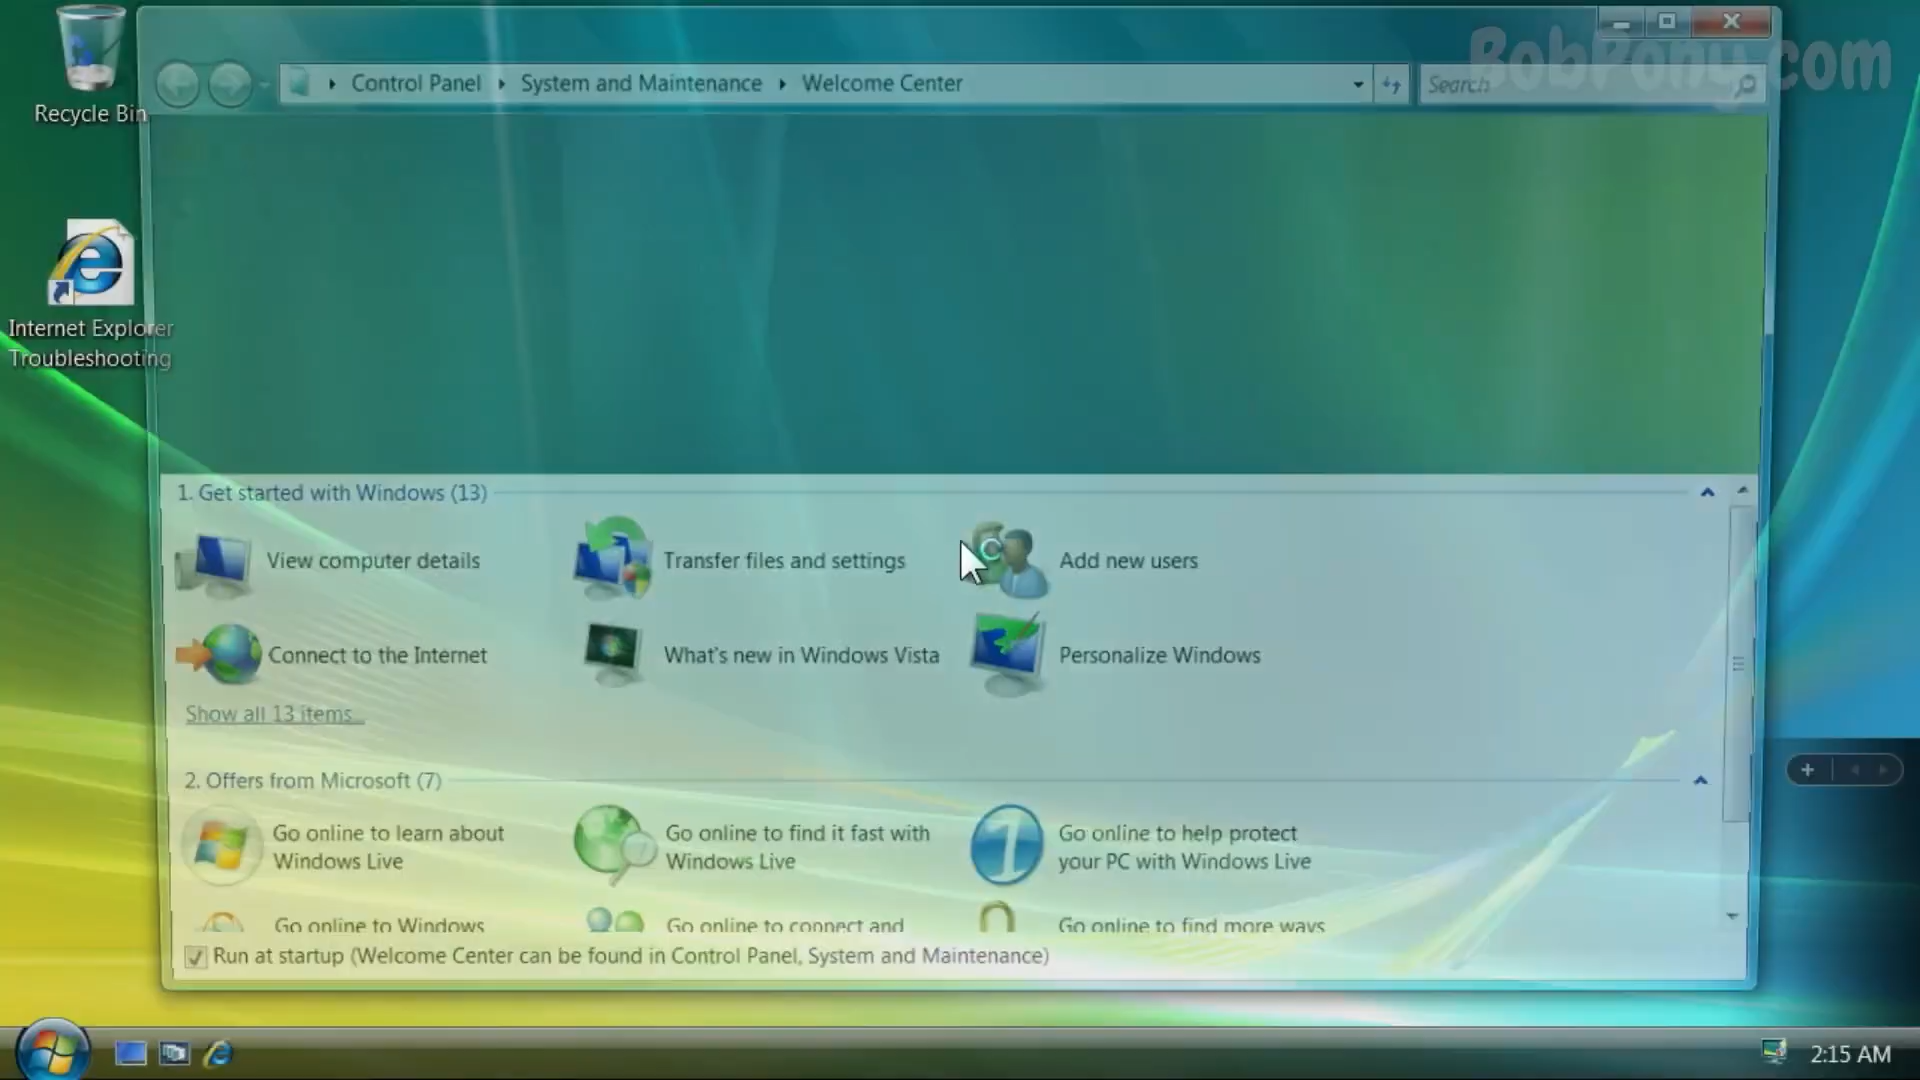 BobPony.com
Recycle Bin
Control Panel
System and Maintenance
Welcome Center
Search
Internet Explorer
Troubleshooting
1. Get started with Windows (13)
View computer details
Transfer files and settings
Add new users
Connect to the Internet
What's new in Windows Vista
Personalize Windows
Show all 13 items...
2. Offers from Microsoft (7)
Go online to learn about
Windows Live
Go online to find it fast with
Windows Live
Go online to help protect
your PC with Windows Live
Go online to Windows
Go online to connect and
Go online to find more ways
Run at startup (Welcome Center can be found in Control Panel, System and Maintenance)
2:15 AM